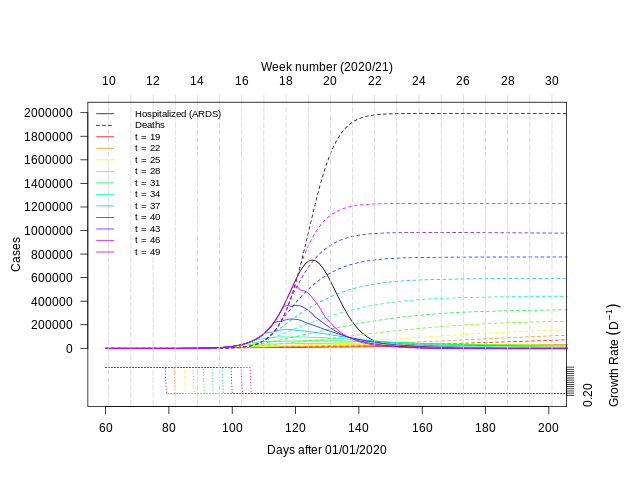 Week number (2020/21)
10 12 14 16 18 20 22 24 26 28 30
2000000
1800000
1600000
1400000
1200000
1000000
800000
600000
400000
200000
0
Cases
Hospitalized (ARDS)
Deaths
t = 19
t = 22
t = 25
t = 28
t = 31
t = 34
t = 37
t = 40
t = 43
t = 46
t = 49
0.20
Growth Rate (D⁻¹)
60 80 100 120 140 160 180 200
Days after 01/01/2020